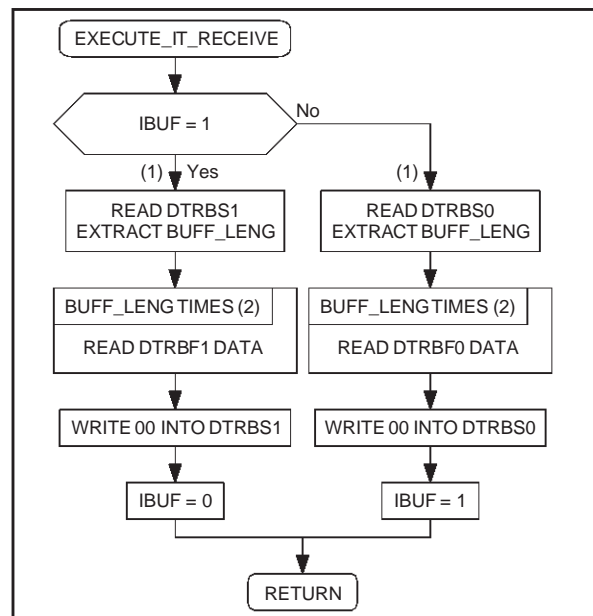 EXECUTE_IT_RECEIVE
IBUF = 1
No
(1) Yes
(1)
READ DTRBS1
EXTRACT BUFF_LENG
READ DTRBS0
EXTRACT BUFF_LENG
BUFF_LENG TIMES (2)
READ DTRBF1 DATA
BUFF_LENG TIMES (2)
READ DTRBF0 DATA
WRITE 00 INTO DTRBS1
WRITE 00 INTO DTRBS0
IBUF = 0
IBUF = 1
RETURN